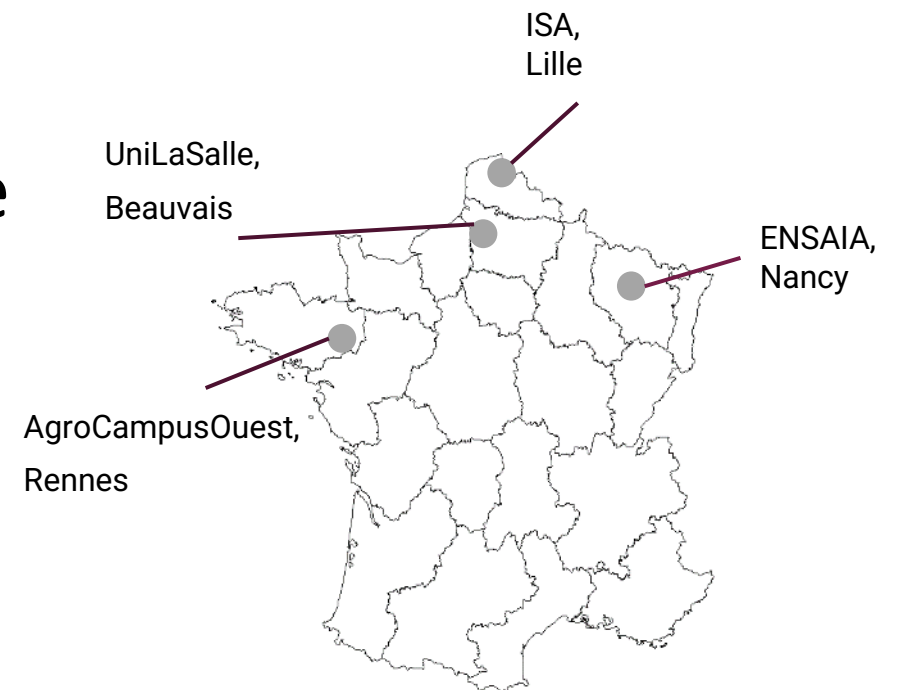 ISA,
Lille
UniLaSalle,
Beauvais
ENSAIA,
Nancy
AgroCampusOuest,
Rennes